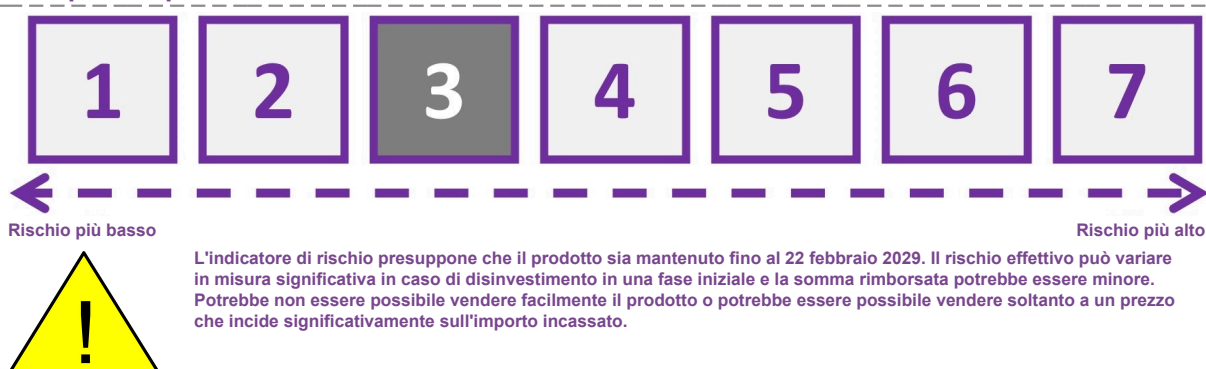 1 2 3 4 5 6 7
Rischio più basso Rischio più alto
L'indicatore di rischio presuppone che il prodotto sia mantenuto fino al 22 febbraio 2029. Il rischio effettivo può variare
in misura significativa in caso di disinvestimento in una fase iniziale e la somma rimborsata potrebbe essere minore.
Potrebbe non essere possibile vendere facilmente il prodotto o potrebbe essere possibile vendere soltanto a un prezzo
che incide significativamente sull'importo incassato.
!